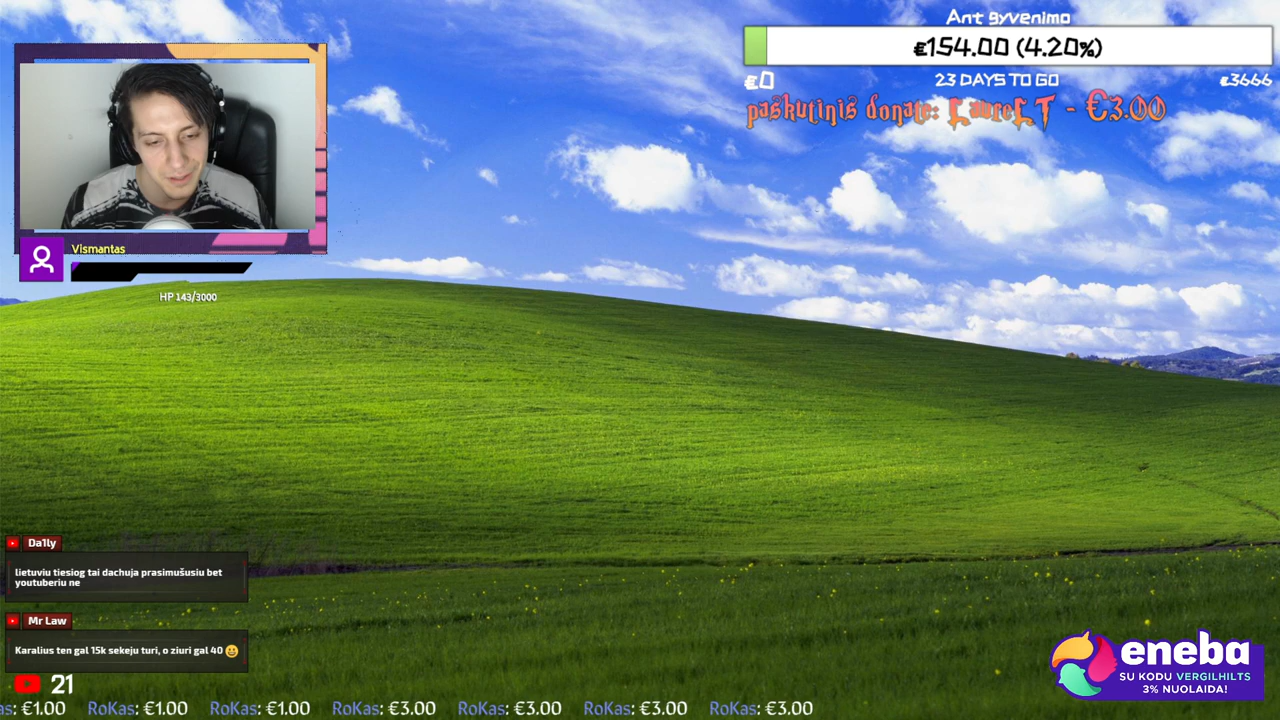 Ant gyvenimo
€154.00 (4.20%)
€0 23 DAYS TO GO €3666
paskutinis donate: LaureLT - €3.00
Vismantas
HP 143/3000
Da1ly
lietuviu tiesiog tai dachuja prasimušusiu bet
youtuberiu ne
Mr Law
Karalius ten gal 15k sekeju turi, o ziuri gal 40 😀
21
eneba
SU KODU VERGILHILTS
3% NUOLAIDA!
as: €1.00 RoKas: €1.00 RoKas: €1.00 RoKas: €3.00 RoKas: €3.00 RoKas: €3.00 RoKas: €3.00